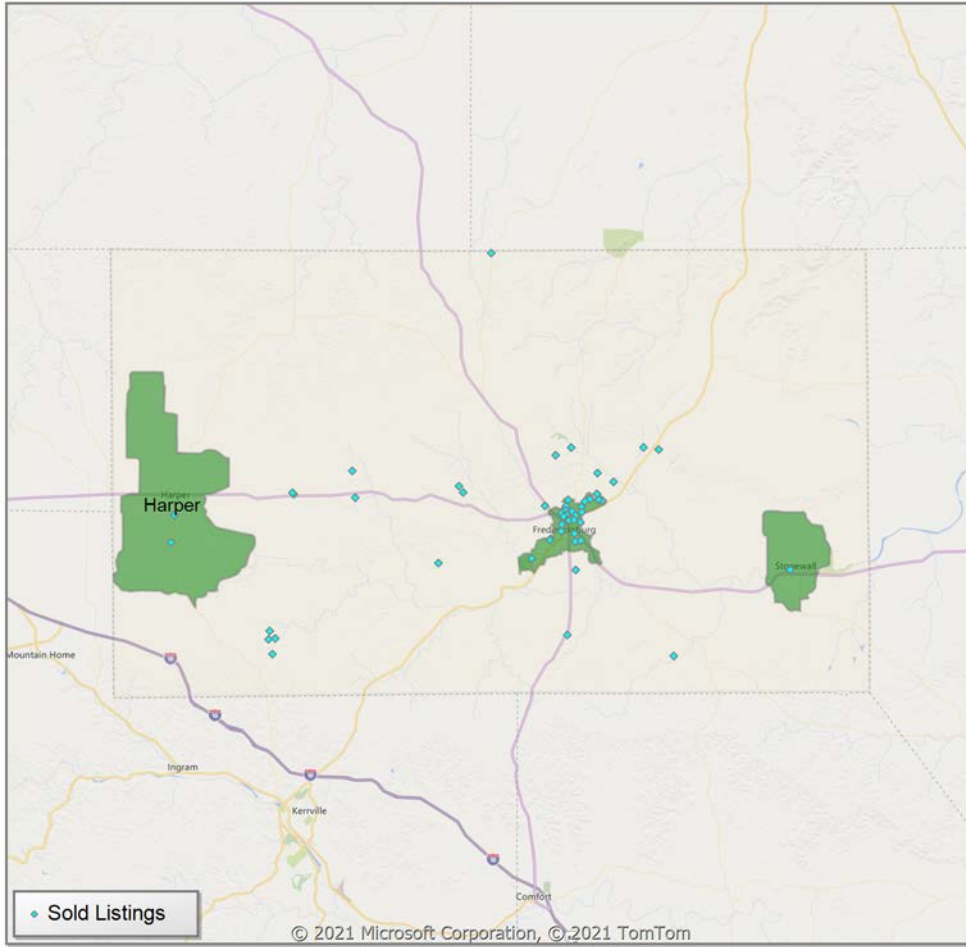 Harper
Harper
Fredericksburg
Stonewall
Mountain Home
Ingram
Kerrville
Comfort
Sold Listings
© 2021 Microsoft Corporation, © 2021 TomTom